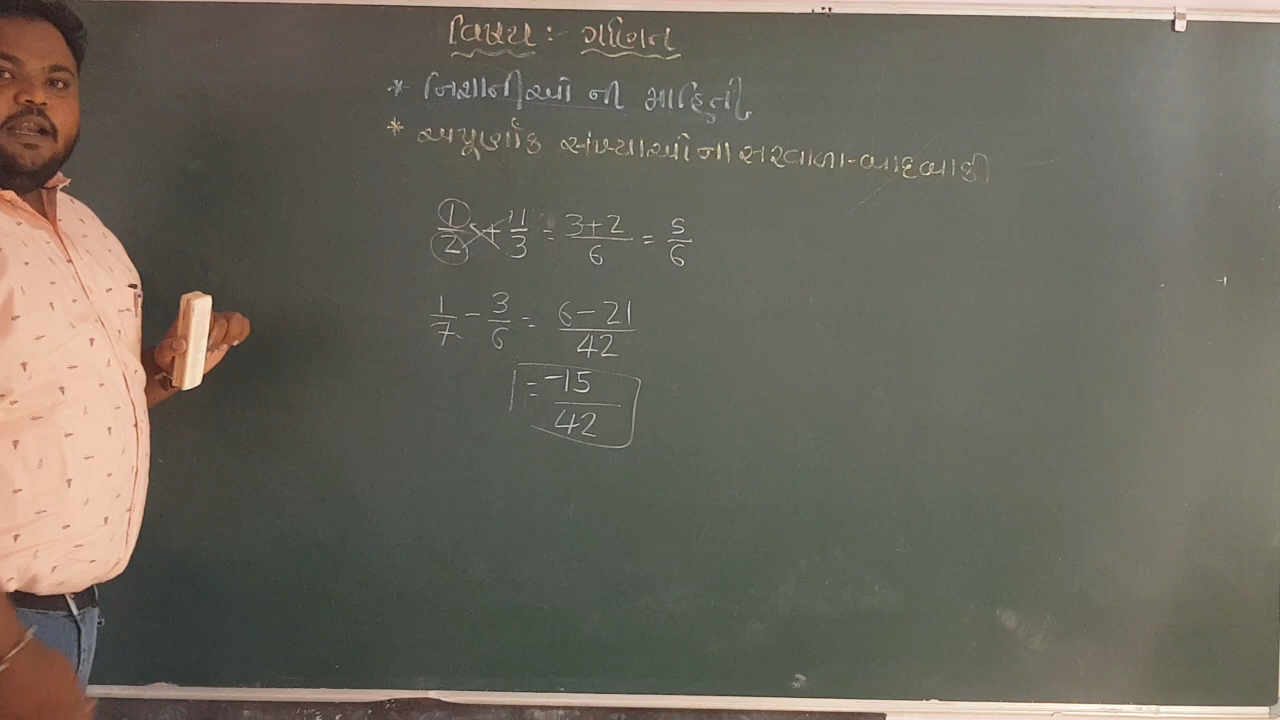 વિષય :- ગણિત
* નિશાનીઓ ની માહિતી
* અપૂર્ણાંક સંખ્યાઓના સરવાળા-બાદબાકી
1/2 + 1/3 = 3+2/6 = 5/6
1/7 - 3/6 = 6-21/42
= -15/42